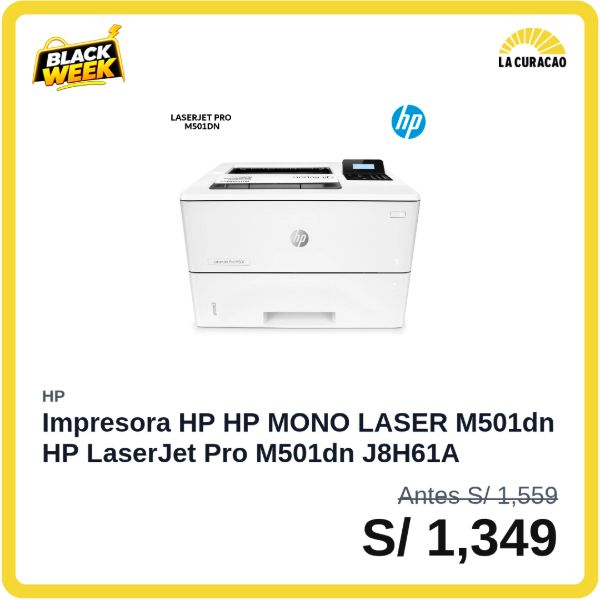 BLACK
WEEK
LA CURACAO
LASERJET PRO
M501DN
hp
hp
HP
Impresora HP HP MONO LASER M501dn
HP LaserJet Pro M501dn J8H61A
Antes S/ 1,559
S/ 1,349